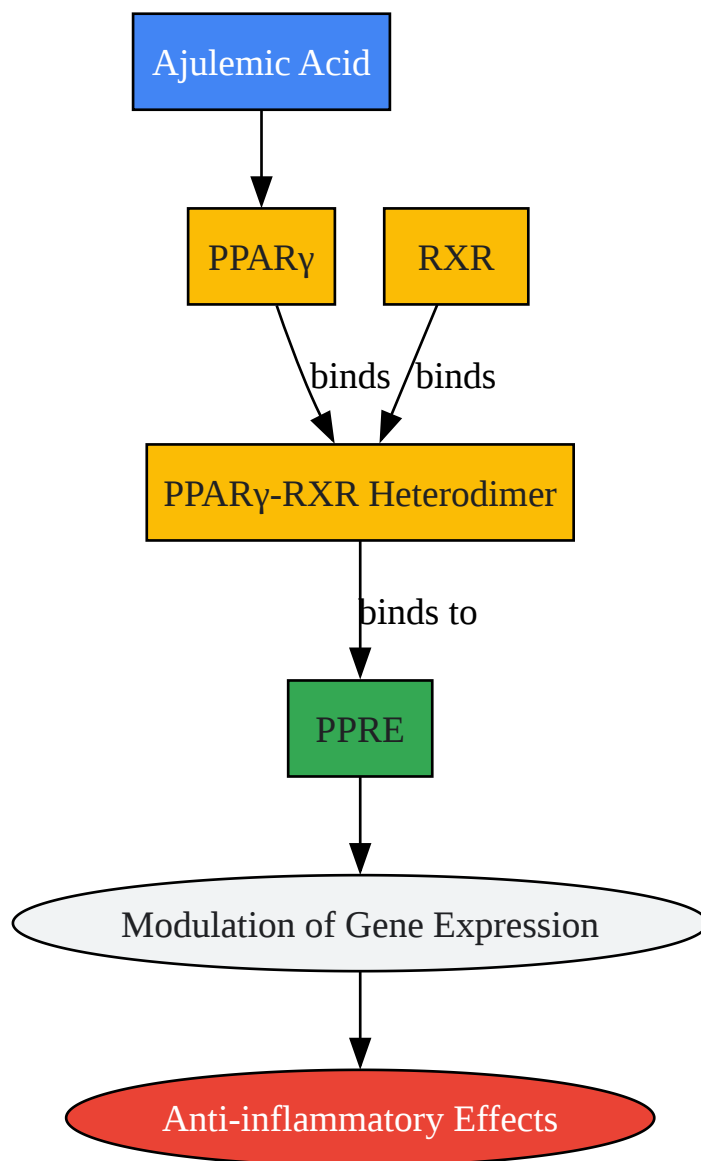 Ajulemic Acid
PPARγ
RXR
binds
binds
PPARγ-RXR Heterodimer
binds to
PPRE
Modulation of Gene Expression
Anti-inflammatory Effects